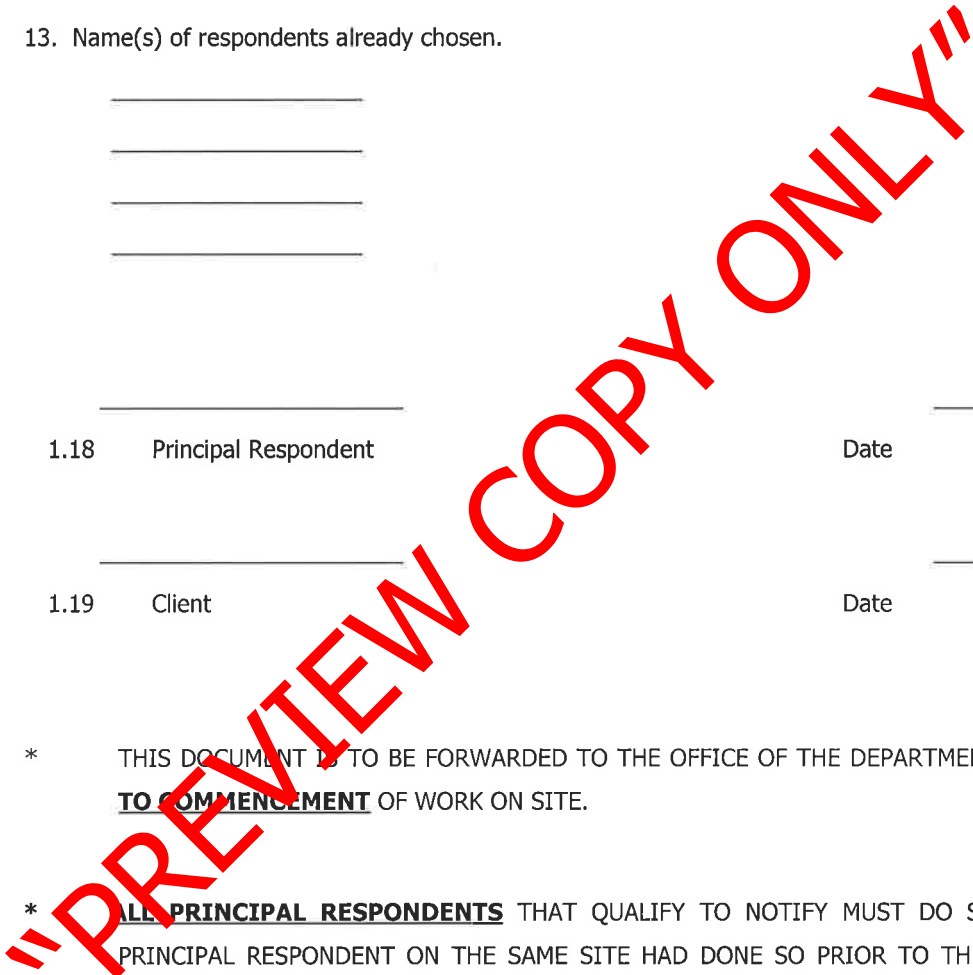 13. Name(s) of respondents already chosen.
1.18 Principal Respondent Date
1.19 Client Date
* THIS DOCUMENT IS TO BE FORWARDED TO THE OFFICE OF THE DEPARTME
TO COMMENCEMENT OF WORK ON SITE.
* ALL PRINCIPAL RESPONDENTS THAT QUALIFY TO NOTIFY MUST DO S
PRINCIPAL RESPONDENT ON THE SAME SITE HAD DONE SO PRIOR TO TH
"PREVIEW COPY ONLY"